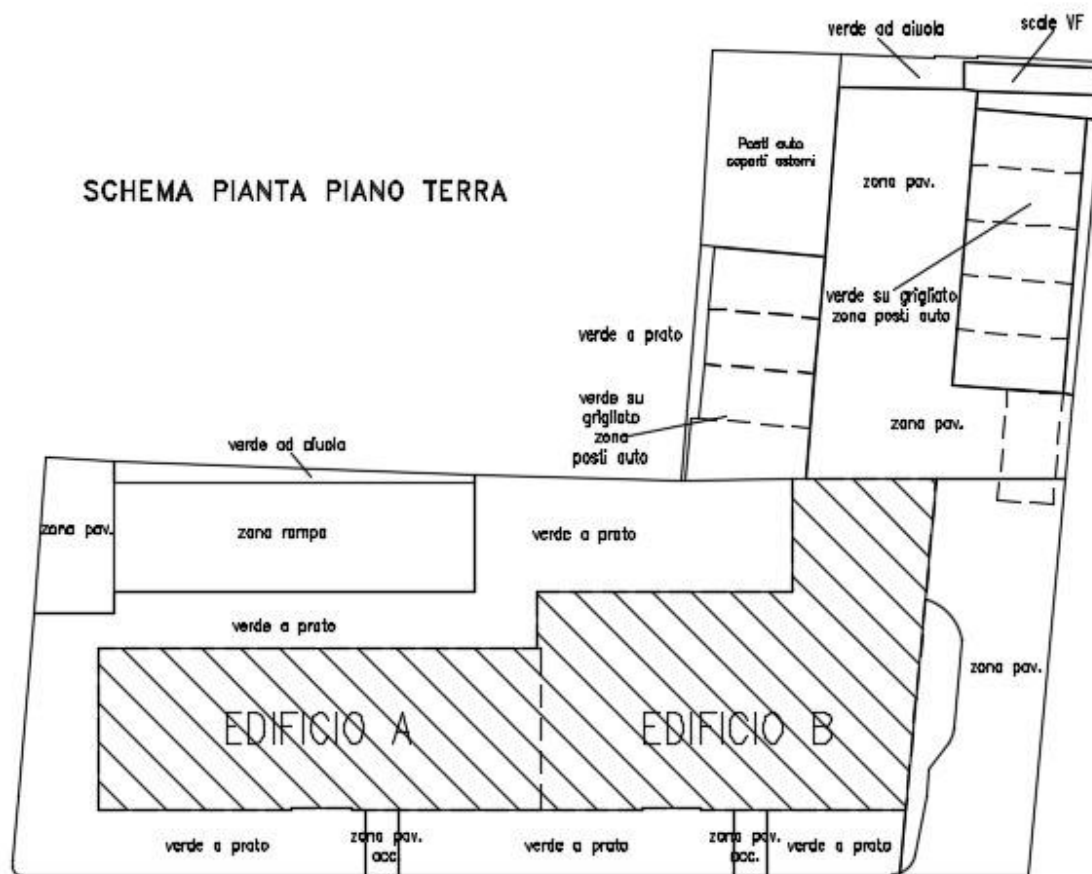 verde ad aiuola
scale VF
Posti auto
coperti esterni
SCHEMA PIANTA PIANO TERRA
zona pav.
verde su grigliato
zona posti auto
verde a prato
verde su
grigliato
zona
posti auto
zona pav.
verde ad aiuola
zona pav.
zona rampa
verde a prato
verde a prato
zona pav.
EDIFICIO A
EDIFICIO B
verde a prato
zona pav.
acc.
verde a prato
zona pav.
acc.
verde a prato